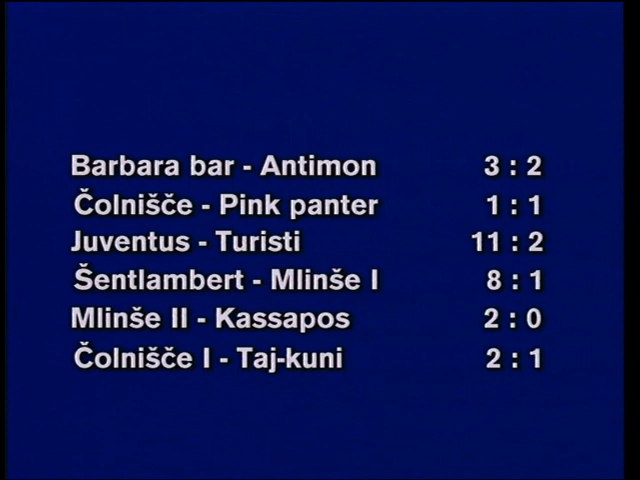 Barbara bar - Antimon 3 : 2
Čolnišče - Pink panter 1 : 1
Juventus - Turisti 11 : 2
Šentlambert - Mlinše I 8 : 1
Mlinše II - Kassapos 2 : 0
Čolnišče I - Taj-kuni 2 : 1